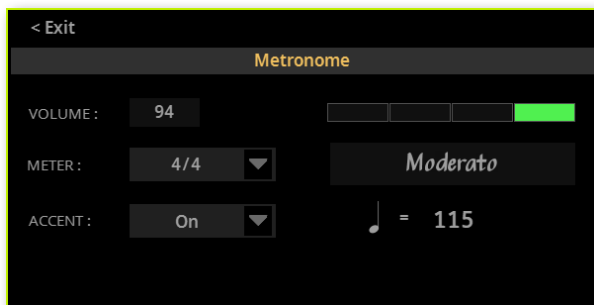 < Exit
Metronome
VOLUME : 94
METER : 4/4
Moderato
ACCENT : On
= 115